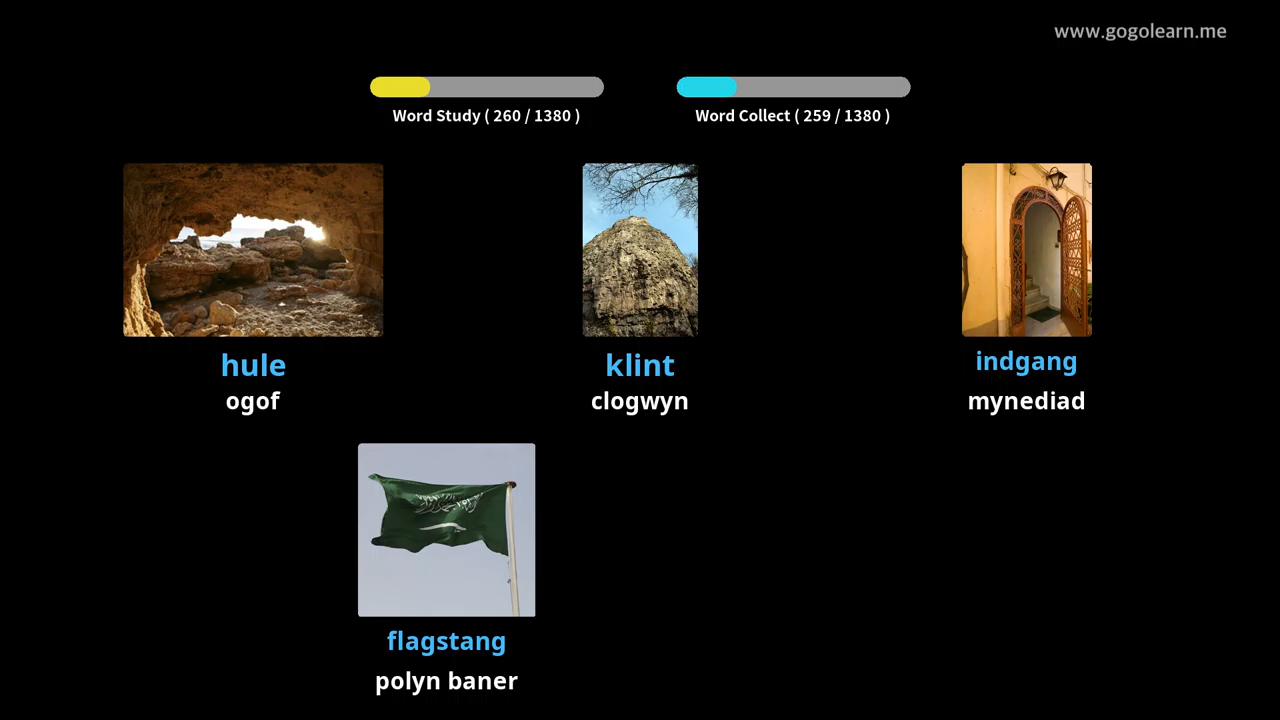 www.gogolearn.me
Word Study ( 260 / 1380 )
Word Collect ( 259 / 1380 )
hule
klint
indgang
ogof
clogwyn
mynediad
flagstang
polyn baner